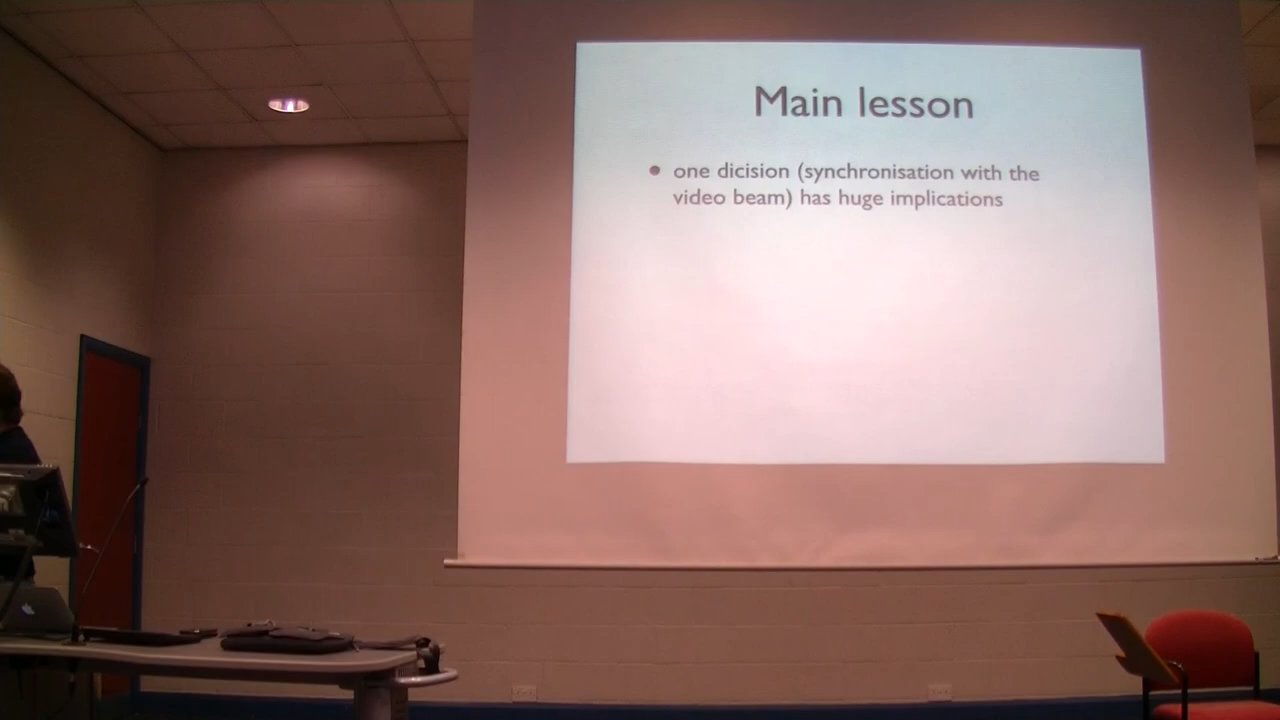 Main lesson
• one dicision (synchronisation with the
video beam) has huge implications